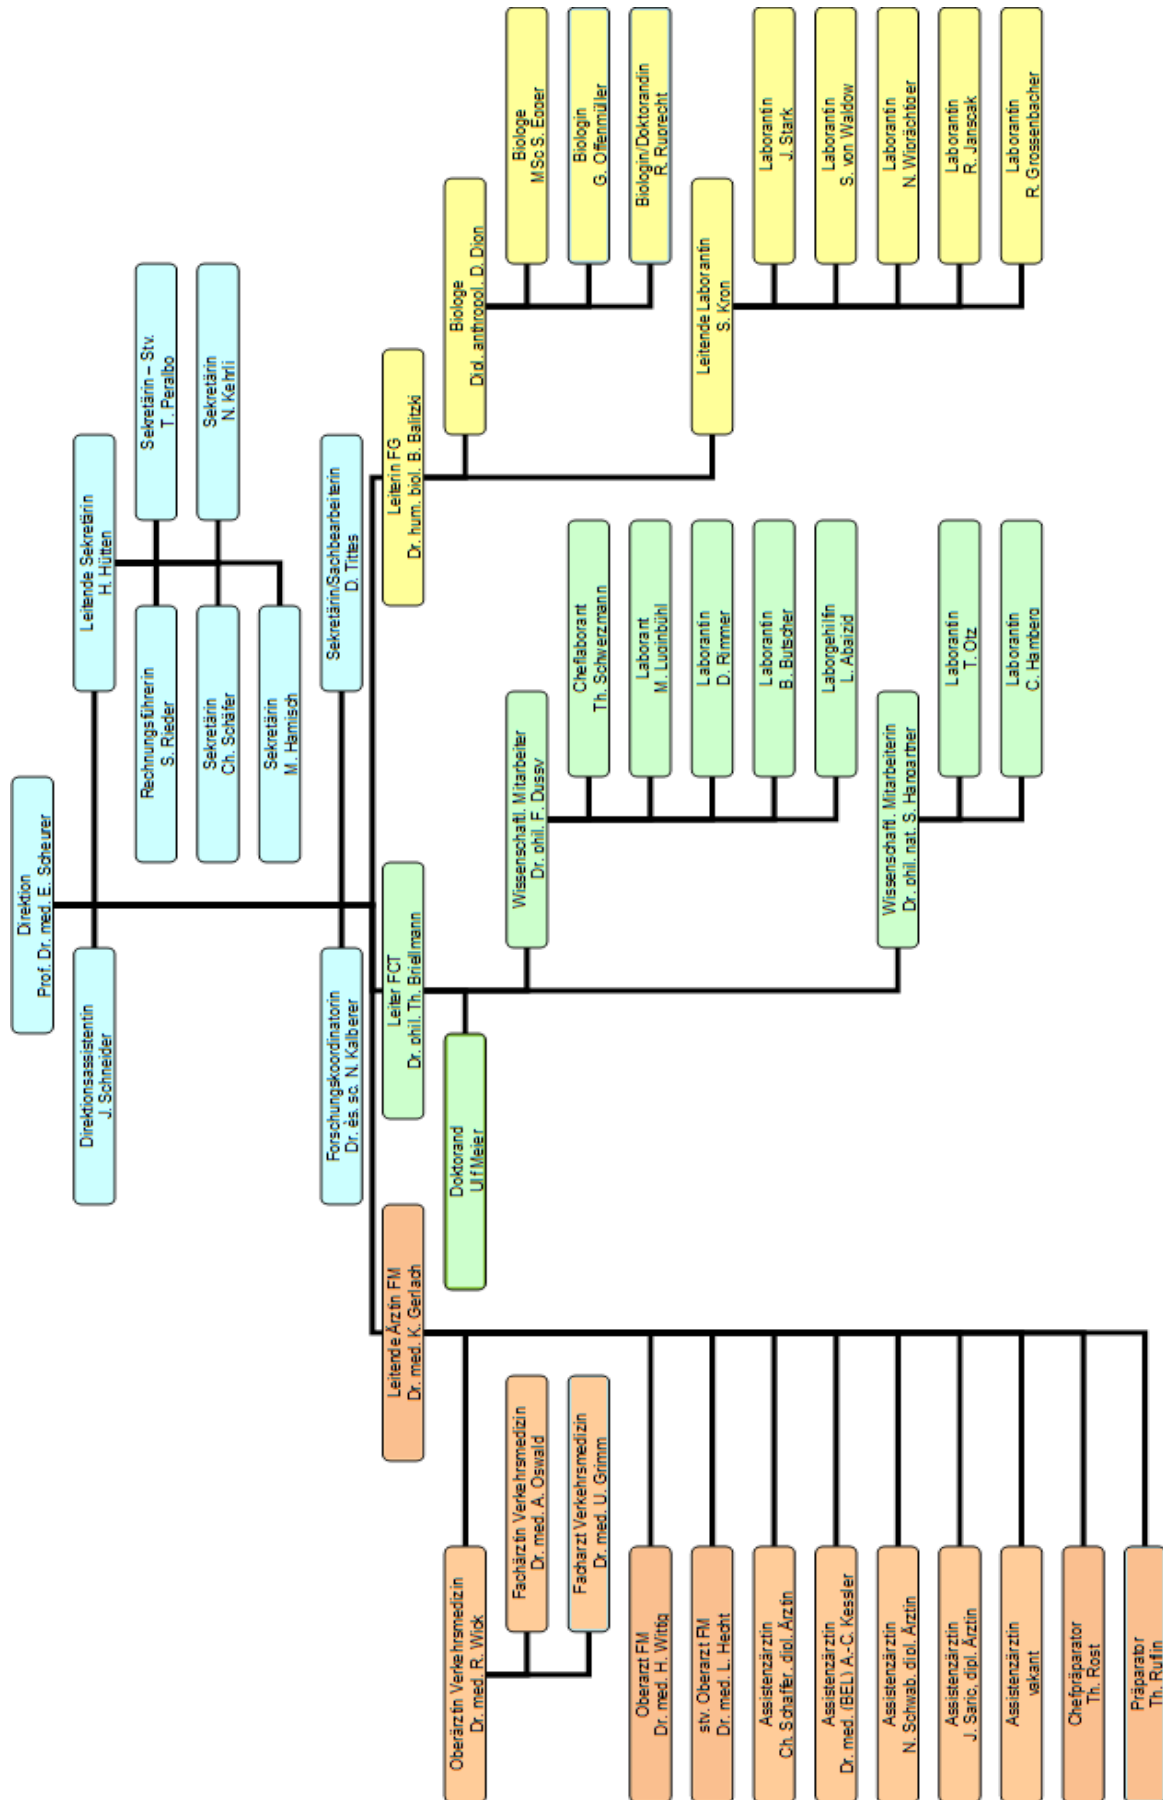 Direktion
Prof. Dr. med. E. Scheurer
Direktionsassistentin
J. Schneider
Leitende Sekretärin
H. Hütten
Rechnungsführerin
S. Rieder
Sekretärin – Stv.
T. Peralbo
Sekretärin
Ch. Schäfer
Sekretärin
N. Kehrli
Sekretärin
M. Hamisch
Forschungskoordinatorin
Dr. ès. sc. N. Kalberer
Sekretärin/Sachbearbeiterin
D. Tittes
Leitende Ärztin FM
Dr. med. K. Gerlach
Oberärztin Verkehrsmedizin
Dr. med. R. Wick
Fachärztin Verkehrsmedizin
Dr. med. A. Oswald
Facharzt Verkehrsmedizin
Dr. med. U. Grimm
Oberarzt FM
Dr. med. H. Wittig
stv. Oberarzt FM
Dr. med. L. Hecht
Assistenzärztin
Ch. Schaffer, dipl. Ärztin
Assistenzärztin
Dr. med. (BEL) A.-C. Kessler
Assistenzärztin
N. Schwab, dipl. Ärztin
Assistenzärztin
J. Saric, dipl. Ärztin
Assistenzärztin
vakant
Chefpräparator
Th. Rost
Präparator
Th. Ruflin
Leiter FCT
Dr. phil. Th. Briellmann
Doktorand
Ulf Meier
Wissenschaftl. Mitarbeiter
Dr. phil. F. Dussy
Cheflaborant
Th. Schwerzmann
Laborant
M. Luginbühl
Laborantin
D. Rimmer
Laborantin
B. Butscher
Laborgehilfin
L. Abaizid
Wissenschaftl. Mitarbeiterin
Dr. phil. nat. S. Hangartner
Laborantin
T. Otz
Laborantin
C. Hamberg
Leiterin FG
Dr. hum. biol. B. Balitzki
Biologe
Dipl. anthropol. D. Dion
Biologe
MSc S. Egger
Biologin
G. Offenmüller
Biologin/Doktorandin
R. Ruprecht
Leitende Laborantin
S. Kron
Laborantin
J. Stark
Laborantin
S. von Waldow
Laborantin
N. Wiprächtiger
Laborantin
R. Janscak
Laborantin
R. Grossenbacher